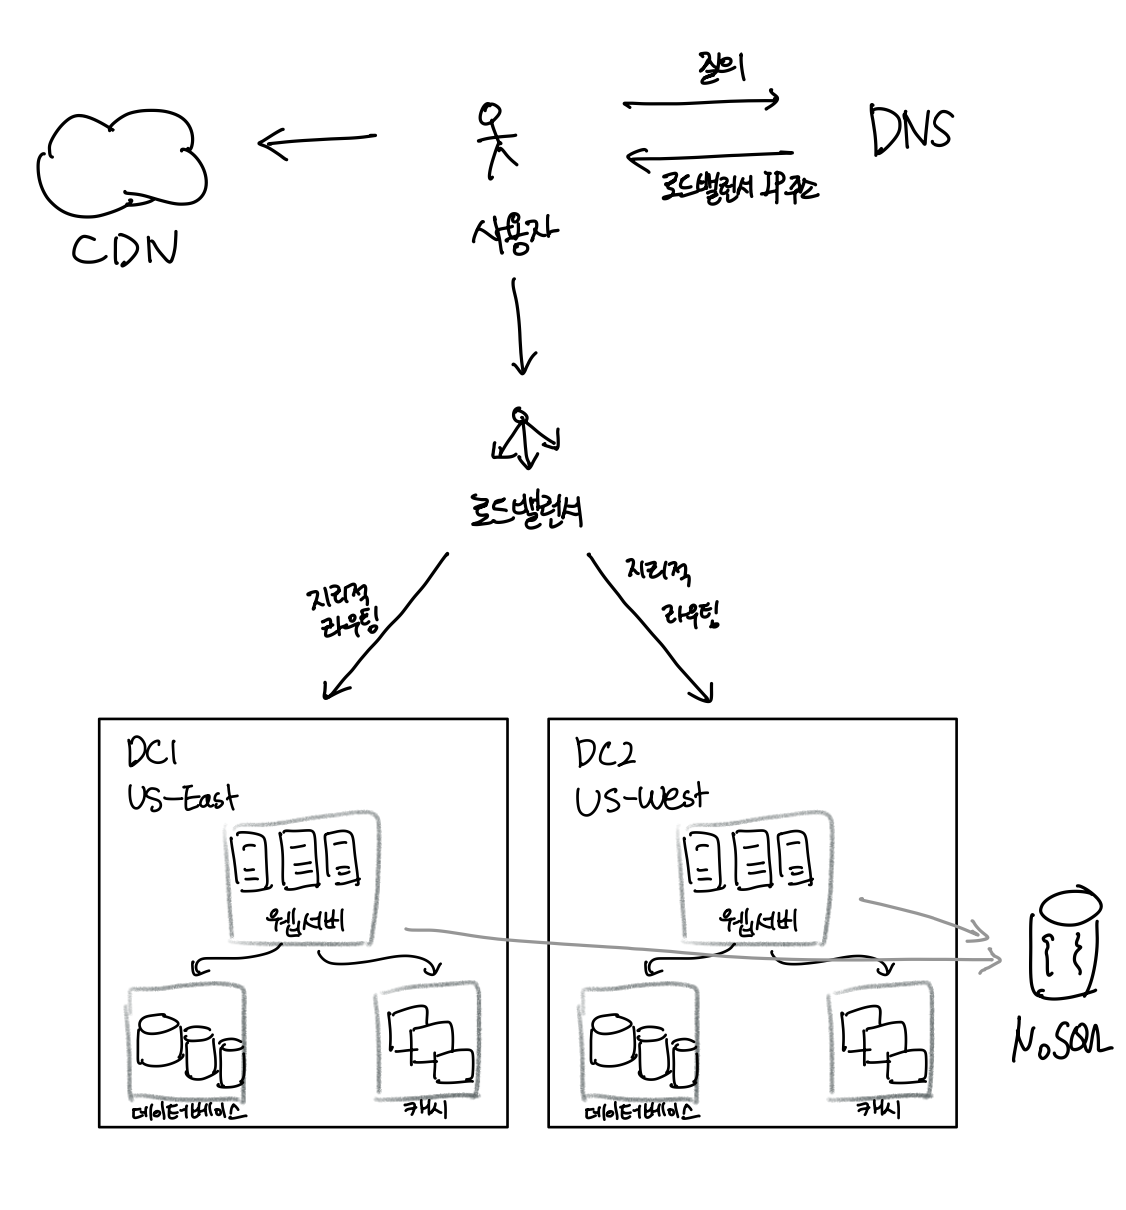 질의
DNS
로드밸런서 IP주소
CDN
사용자
로드밸런서
지리적
라우팅
지리적
라우팅
DC1
US-East
웹서버
데이터베이스
캐시
DC2
US-West
웹서버
데이터베이스
캐시
NoSQL